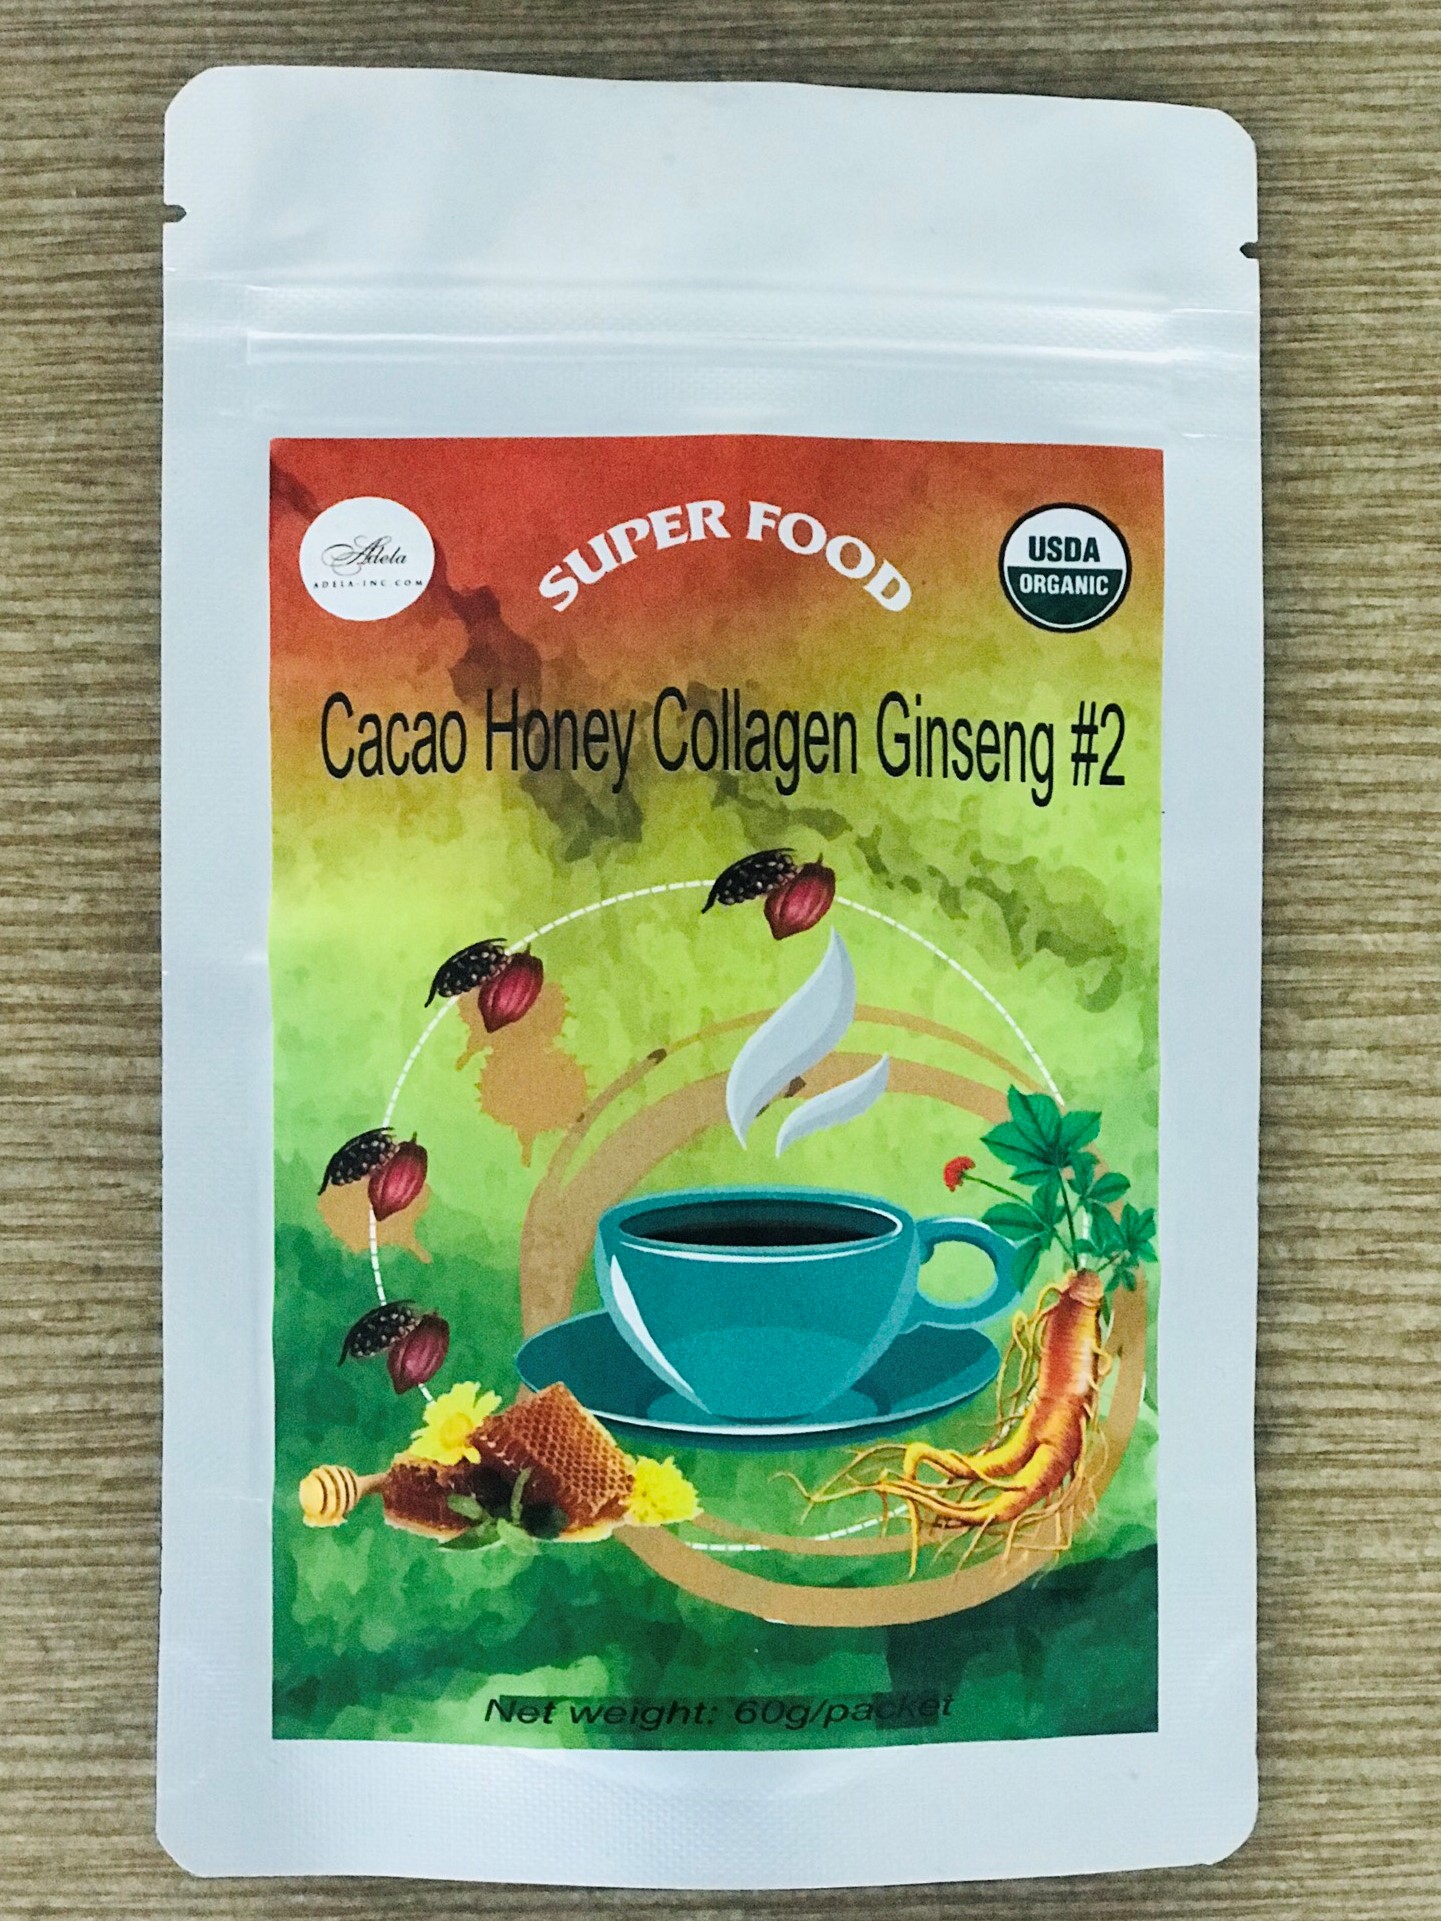 SUPER FOOD
Adela
ADELA-INC.COM
USDA
ORGANIC
Cacao Honey Collagen Ginseng #2
Net weight: 60g/packet